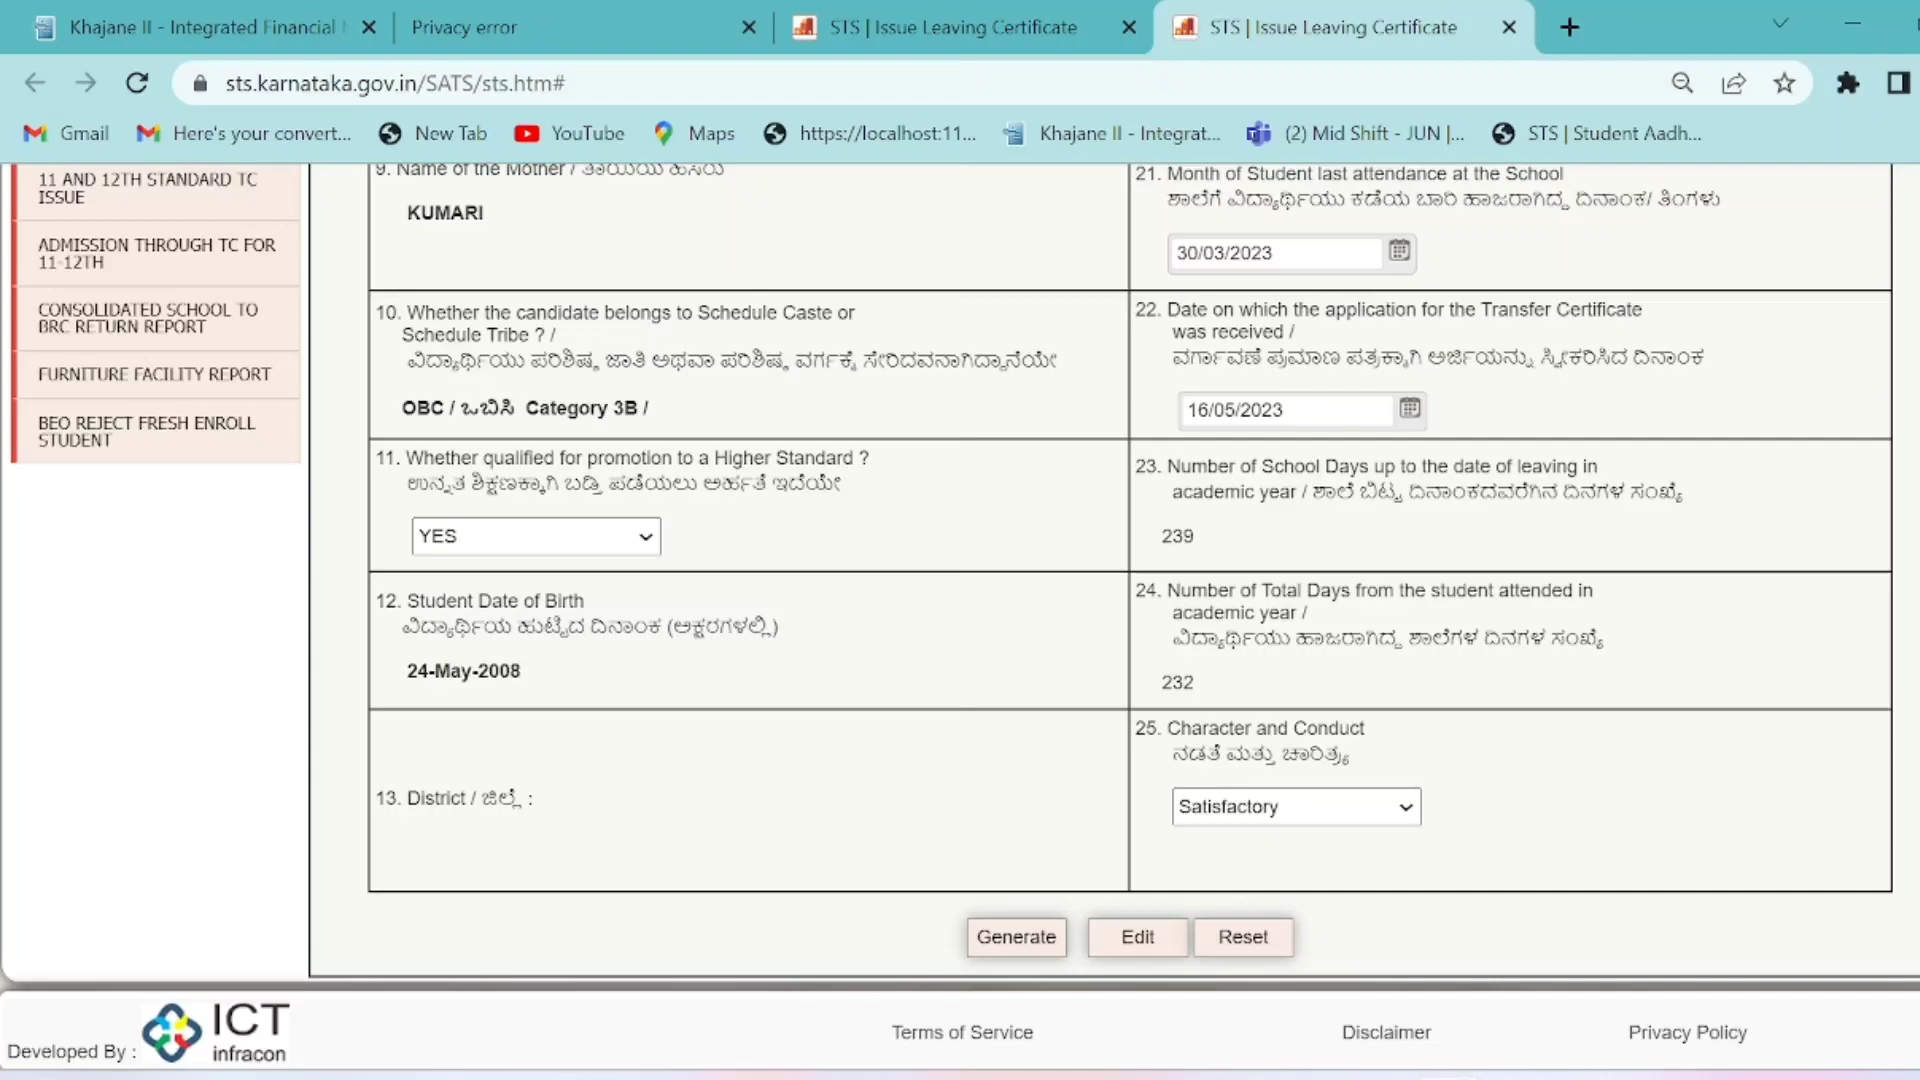 Khajane II - Integrated Financial
Privacy error
STS | Issue Leaving Certificate
STS | Issue Leaving Certificate
sts.karnataka.gov.in/SATS/sts.htm#
Gmail
Here's your convert...
New Tab
YouTube
Maps
https://localhost:11...
Khajane II - Integrat...
(2) Mid Shift - JUN |...
STS | Student Aadh...
11 AND 12TH STANDARD TC
ISSUE
ADMISSION THROUGH TC FOR
11-12TH
CONSOLIDATED SCHOOL TO
BRC RETURN REPORT
FURNITURE FACILITY REPORT
BEO REJECT FRESH ENROLL
STUDENT
9. Name of the Mother / ತಾಯಿಯ ಹೆಸರು
KUMARI
10. Whether the candidate belongs to Schedule Caste or
Schedule Tribe ? /
ವಿದ್ಯಾರ್ಥಿಯು ಪರಿಶಿಷ್ಟ ಜಾತಿ ಅಥವಾ ಪರಿಶಿಷ್ಟ ವರ್ಗಕ್ಕೆ ಸೇರಿದವನಾಗಿದ್ದಾನೆಯೇ
OBC / ಒಬಿಸಿ Category 3B /
11. Whether qualified for promotion to a Higher Standard ?
ಉನ್ನತ ಶಿಕ್ಷಣಕ್ಕಾಗಿ ಬಡ್ತಿ ಪಡೆಯಲು ಅರ್ಹತೆ ಇದೆಯೇ
YES
12. Student Date of Birth
ವಿದ್ಯಾರ್ಥಿಯ ಹುಟ್ಟಿದ ದಿನಾಂಕ (ಅಕ್ಷರಗಳಲ್ಲಿ)
24-May-2008
13. District / ಜಿಲ್ಲೆ :
21. Month of Student last attendance at the School
ಶಾಲೆಗೆ ವಿದ್ಯಾರ್ಥಿಯು ಕಡೆಯ ಬಾರಿ ಹಾಜರಾಗಿದ್ದ ದಿನಾಂಕ/ ತಿಂಗಳು
30/03/2023
22. Date on which the application for the Transfer Certificate
was received /
ವರ್ಗಾವಣೆ ಪ್ರಮಾಣ ಪತ್ರಕ್ಕಾಗಿ ಅರ್ಜಿಯನ್ನು ಸ್ವೀಕರಿಸಿದ ದಿನಾಂಕ
16/05/2023
23. Number of School Days up to the date of leaving in
academic year / ಶಾಲೆ ಬಿಟ್ಟ ದಿನಾಂಕದವರೆಗಿನ ದಿನಗಳ ಸಂಖ್ಯೆ
239
24. Number of Total Days from the student attended in
academic year /
ವಿದ್ಯಾರ್ಥಿಯು ಹಾಜರಾಗಿದ್ದ ಶಾಲೆಗಳ ದಿನಗಳ ಸಂಖ್ಯೆ
232
25. Character and Conduct
ನಡತೆ ಮತ್ತು ಚಾರಿತ್ರ್ಯ
Satisfactory
Generate
Edit
Reset
Developed By :
ICT
infracon
Terms of Service
Disclaimer
Privacy Policy